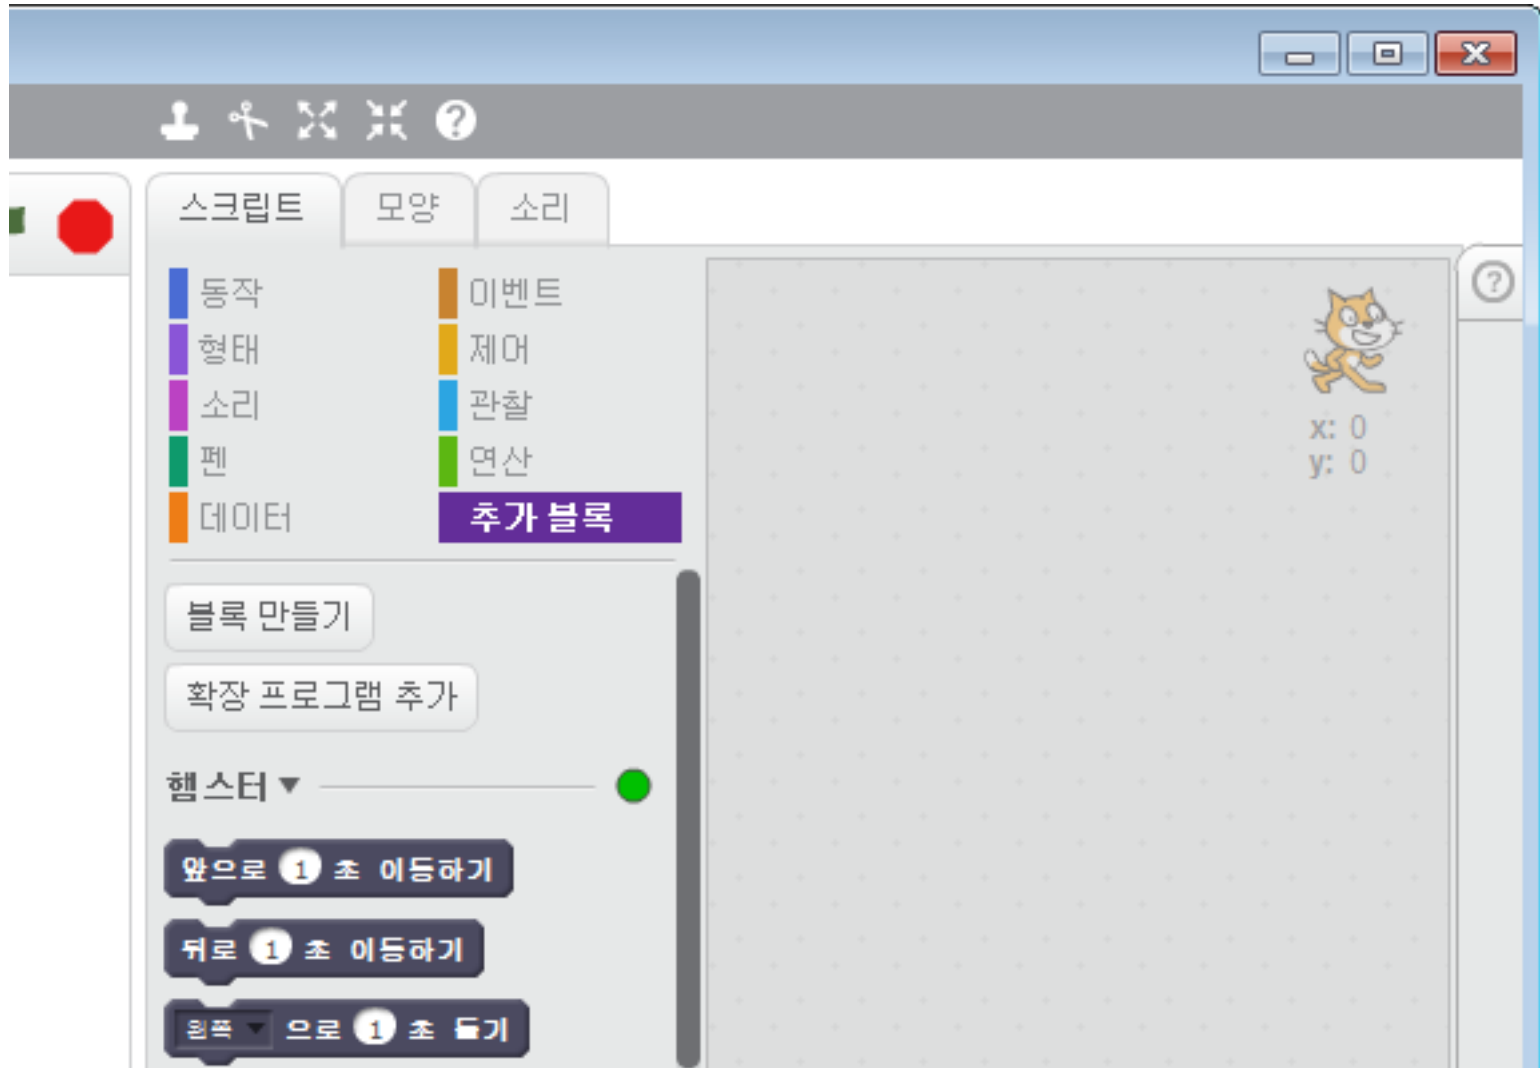 스크립트 모양 소리
동작 이벤트
형태 제어
소리 관찰
펜 연산
데이터 추가 블록
x: 0
y: 0
블록 만들기
확장 프로그램 추가
햄스터
앞으로 1 초 이동하기
뒤로 1 초 이동하기
왼쪽 으로 1 초 돌기